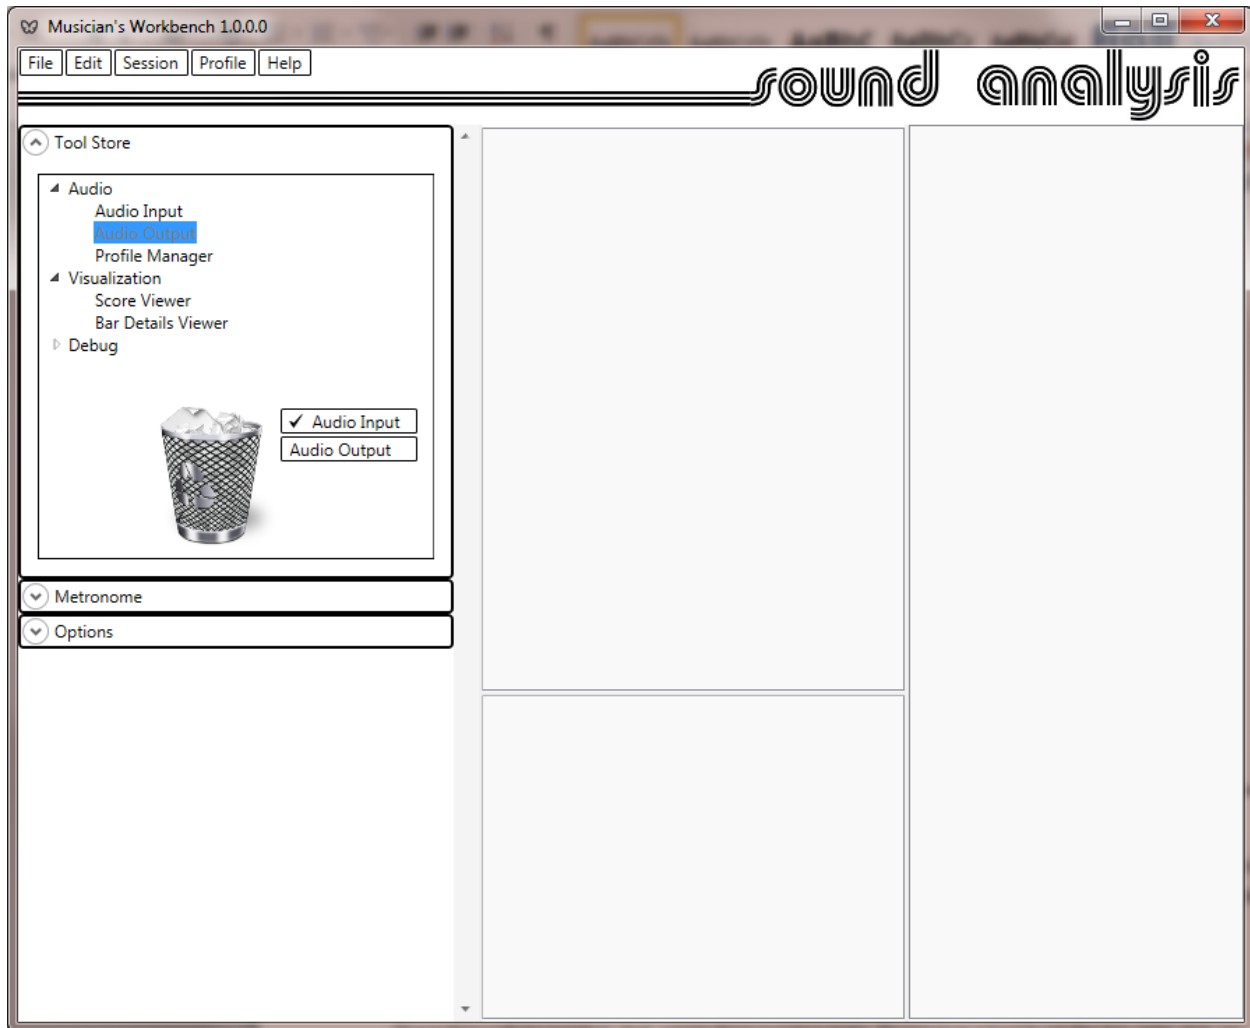 Musician's Workbench 1.0.0.0
File Edit Session Profile Help
sound analysis
Tool Store
Audio
Audio Input
Audio Output
Profile Manager
Visualization
Score Viewer
Bar Details Viewer
Debug
✓ Audio Input
Audio Output
Metronome
Options